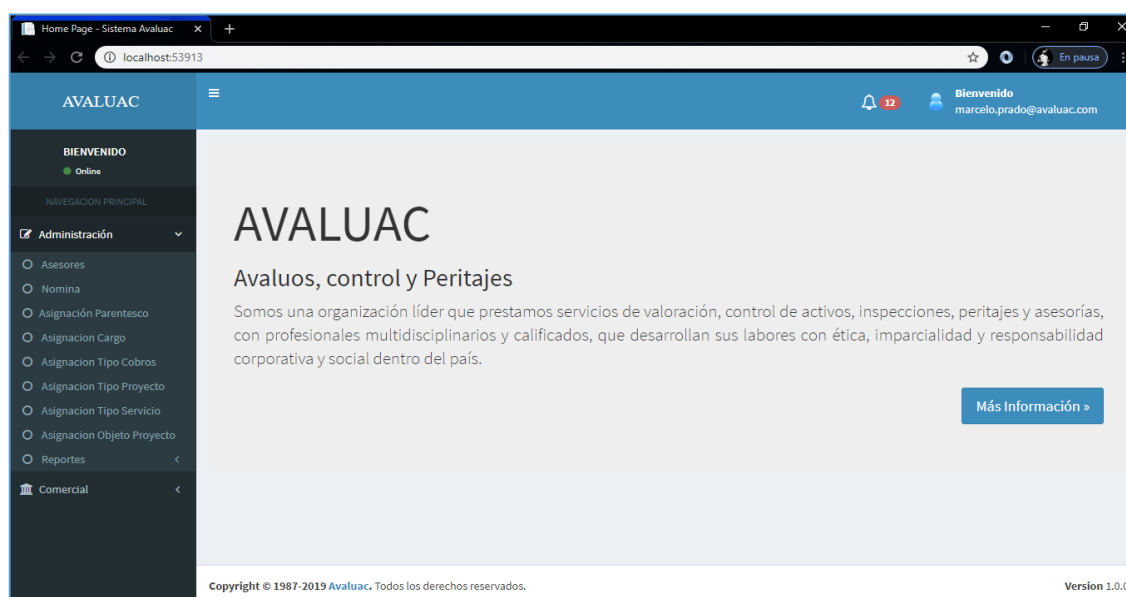 Home Page - Sistema Avaluac
localhost:53913
En pausa
AVALUAC
12
Bienvenido
marcelo.prado@avaluac.com
BIENVENIDO
Online
NAVEGACION PRINCIPAL
Administración
Asesores
Nomina
Asignación Parentesco
Asignacion Cargo
Asignacion Tipo Cobros
Asignacion Tipo Proyecto
Asignacion Tipo Servicio
Asignacion Objeto Proyecto
Reportes
Comercial
AVALUAC
Avaluos, control y Peritajes
Somos una organización líder que prestamos servicios de valoración, control de activos, inspecciones, peritajes y asesorías,
con profesionales multidisciplinarios y calificados, que desarrollan sus labores con ética, imparcialidad y responsabilidad
corporativa y social dentro del país.
Más Información »
Copyright © 1987-2019 Avaluac. Todos los derechos reservados.
Version 1.0.0